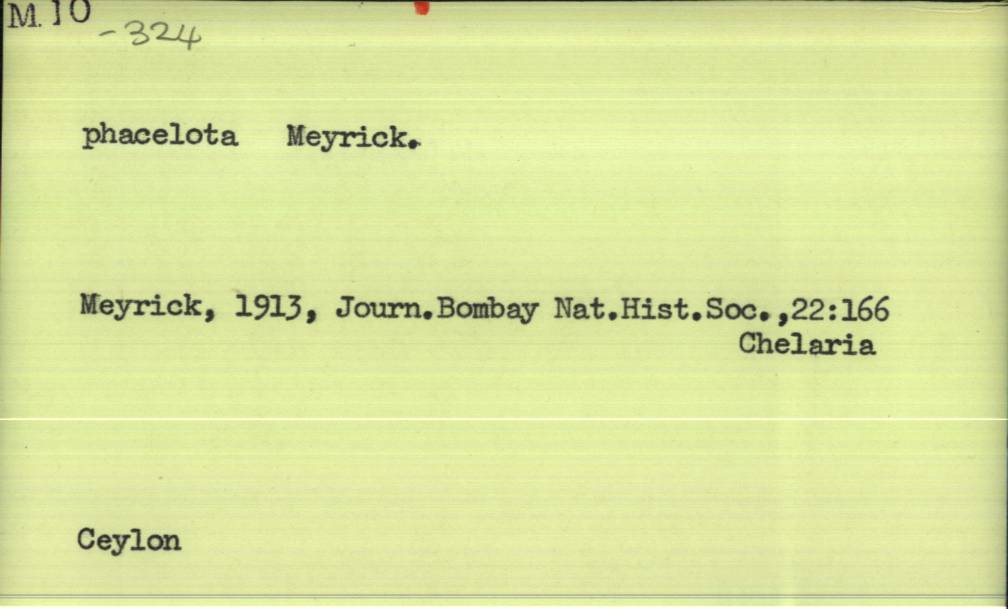 M.10
-324
phacelota Meyrick.
Meyrick, 1913, Journ.Bombay Nat.Hist.Soc.,22:166
Chelaria
Ceylon